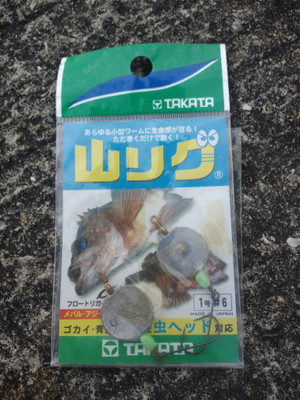 TAKATA
あらゆる小型ワームに生命感が宿る！
ただ巻くだけで動く！
山リグ®
フロートリガ
1号 #6
メバル・アジ
MADE IN JAPAN
ゴカイ・青
虫ヘッド対応
TAKATA